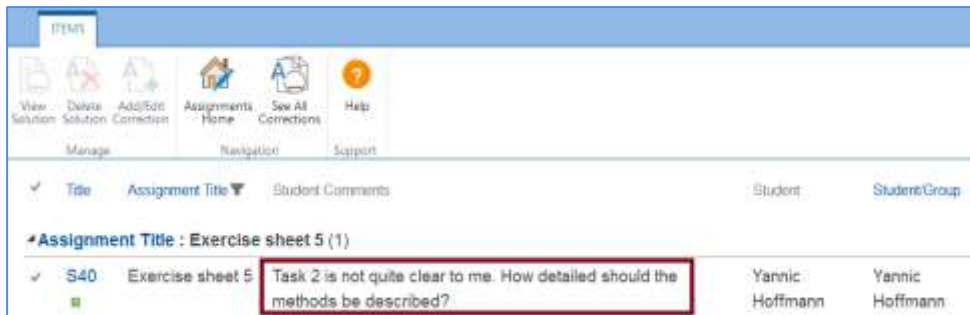 ITEMS
View Solution
Delete Solution
Add/Edit Correction
Assignments Home
See All Corrections
Help
Manage
Navigation
Support
Title
Assignment Title
Student Comments
Student
Student/Group
Assignment Title : Exercise sheet 5 (1)
S40 Exercise sheet 5 Task 2 is not quite clear to me. How detailed should the Yannic Yannic
methods be described? Hoffmann Hoffmann